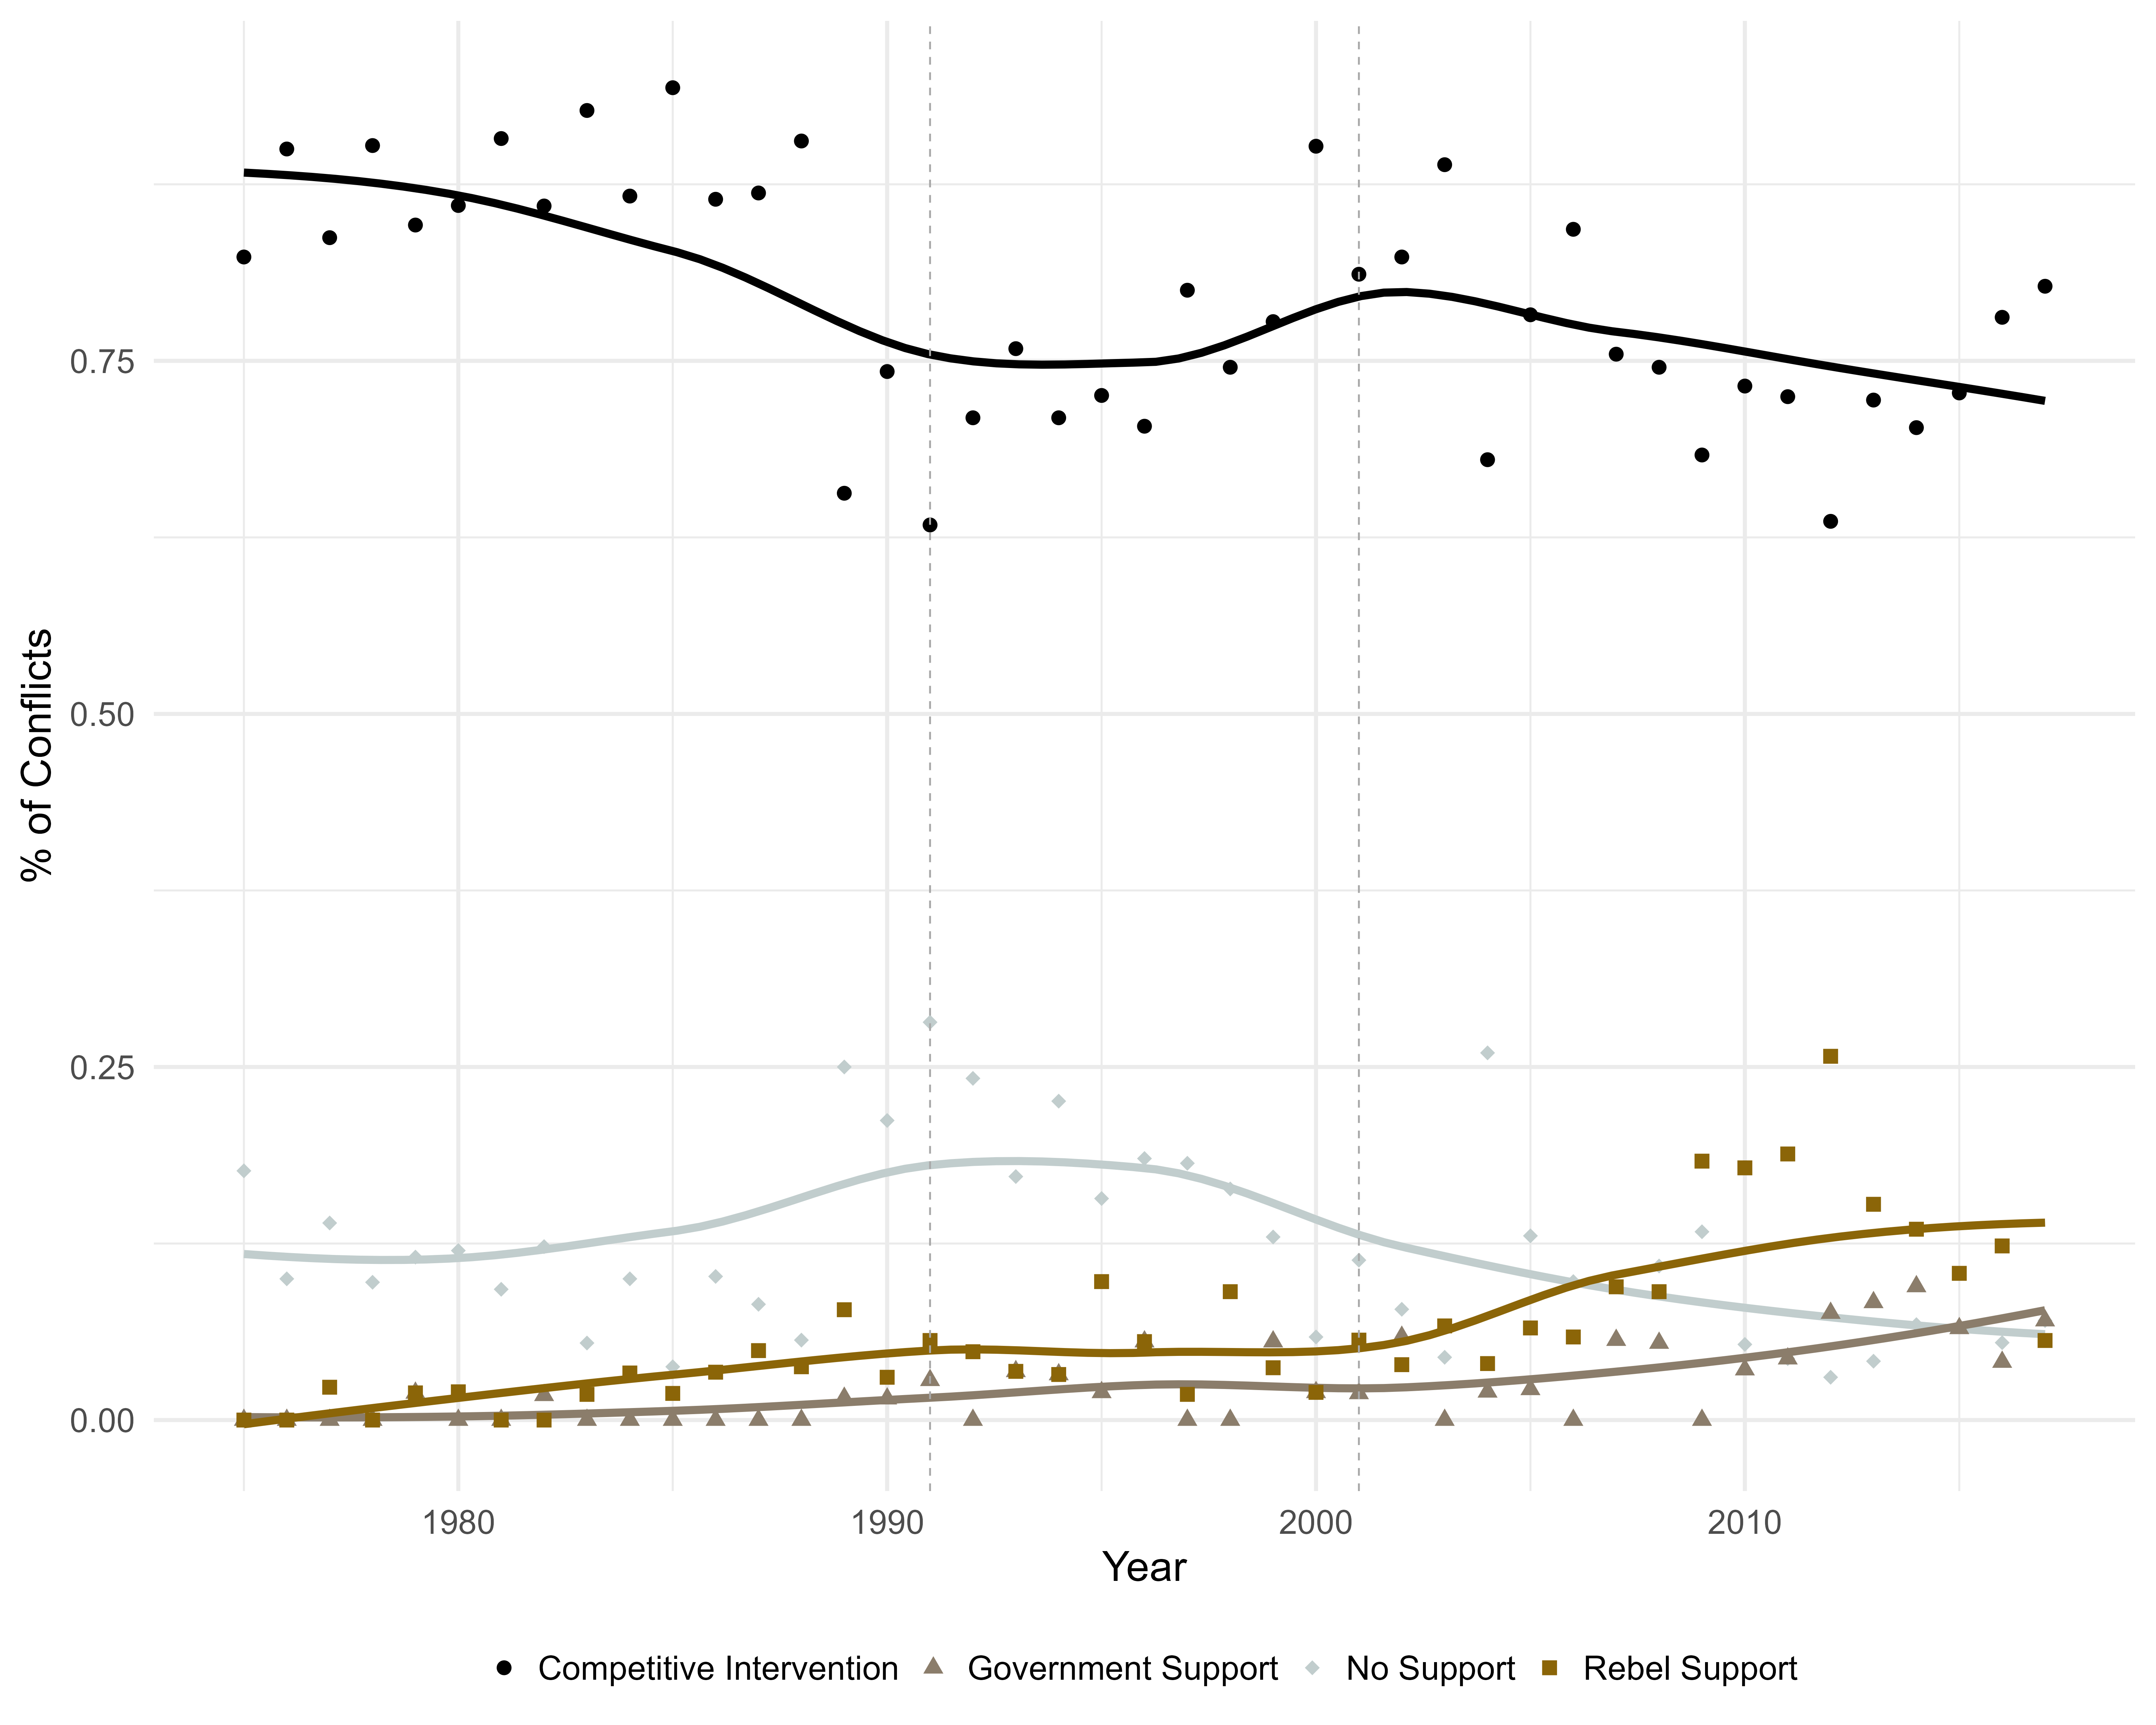 % of Conflicts
0.75
0.50
0.25
0.00
1980 1990 2000 2010
Year
Competitive Intervention Government Support No Support Rebel Support